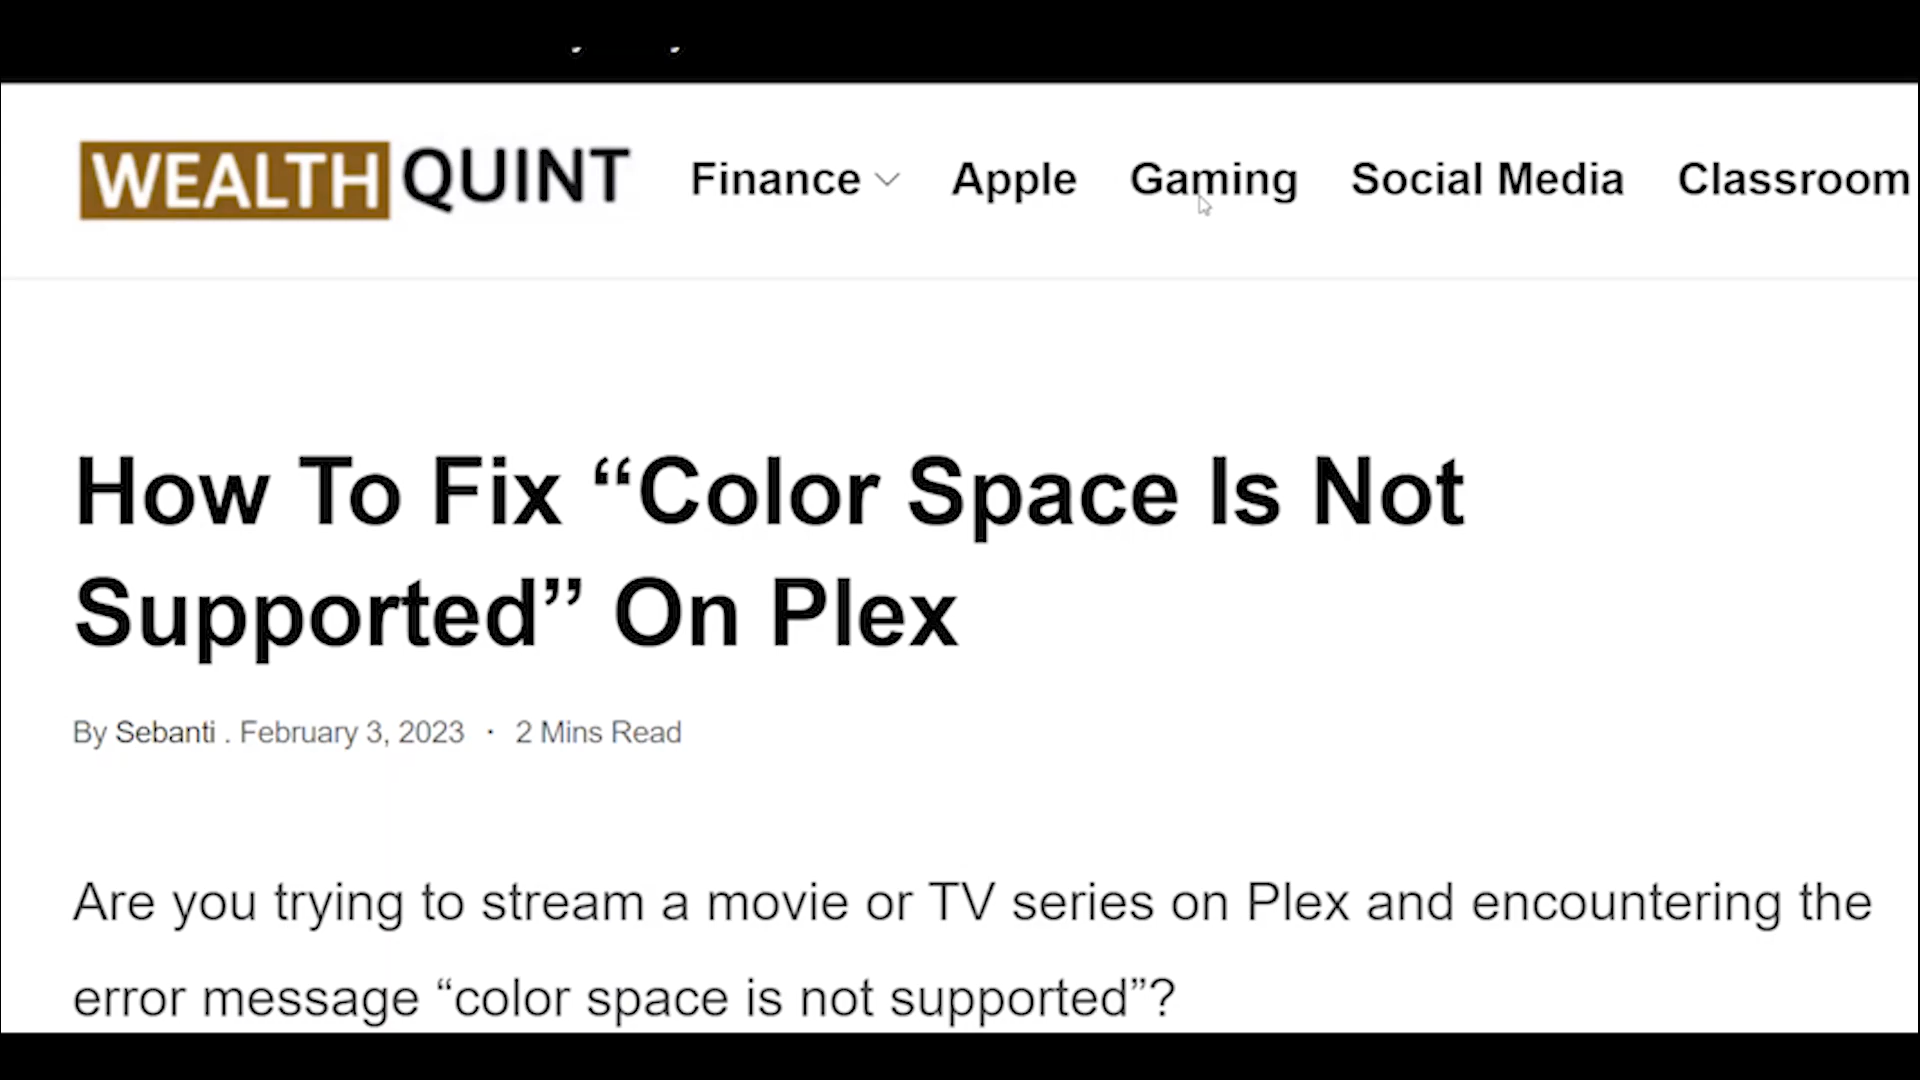 WEALTH QUINT Finance Apple Gaming Social Media Classroom
How To Fix “Color Space Is Not
Supported” On Plex
By Sebanti . February 3, 2023 · 2 Mins Read
Are you trying to stream a movie or TV series on Plex and encountering the
error message “color space is not supported”?